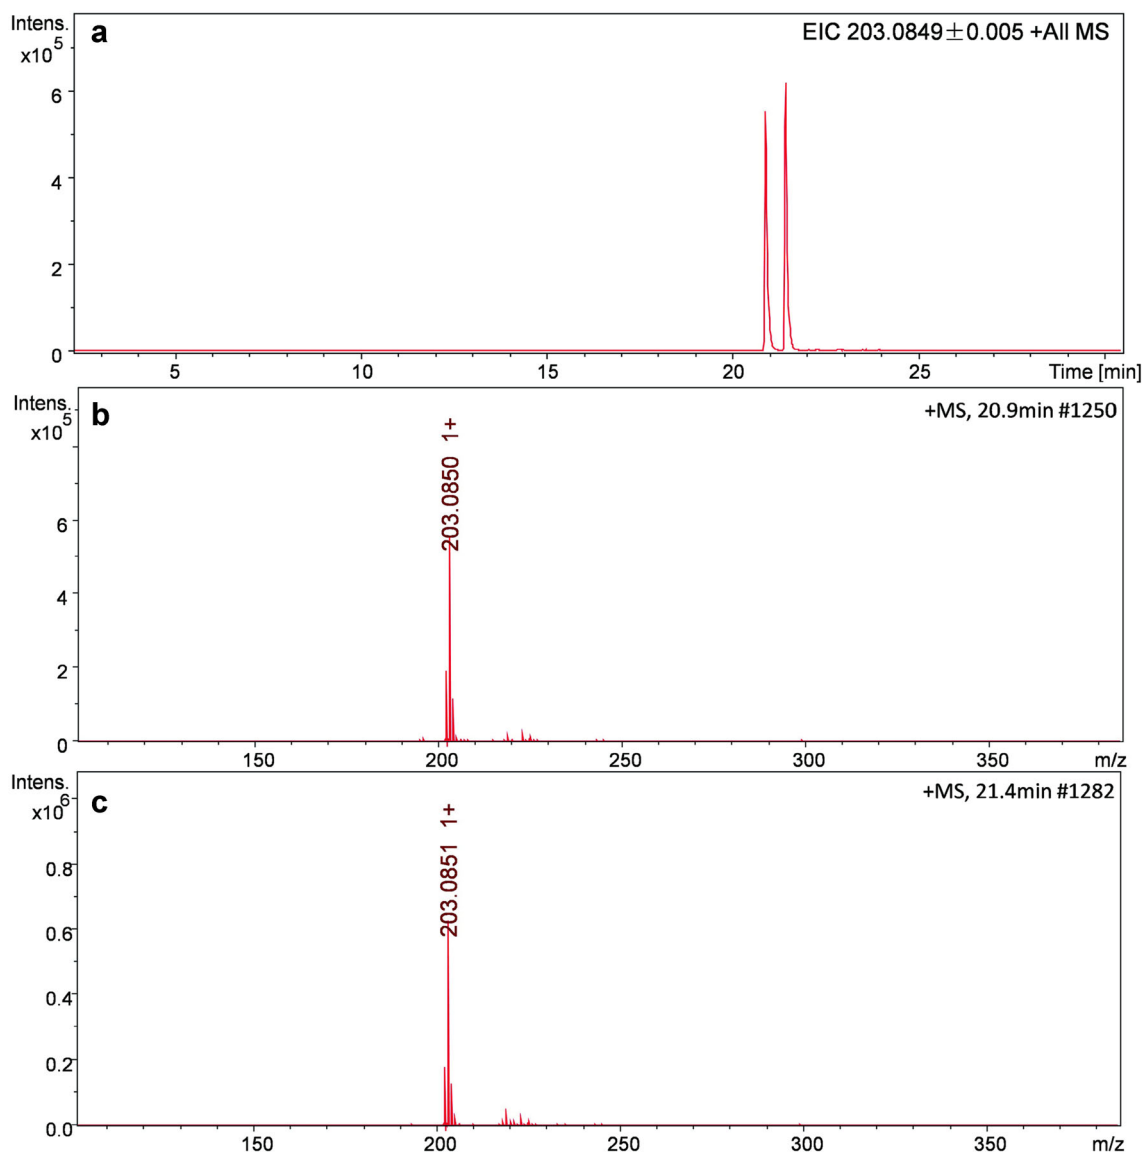 Intens.
x10^5
a
EIC 203.0849±0.005 +All MS
6
4
2
0
5
10
15
20
25
Time [min]
Intens.
x10^5
b
+MS, 20.9min #1250
203.0850 1+
6
4
2
0
150
200
250
300
350
m/z
Intens.
x10^6
c
+MS, 21.4min #1282
203.0851 1+
0.8
0.6
0.4
0.2
0.0
150
200
250
300
350
m/z